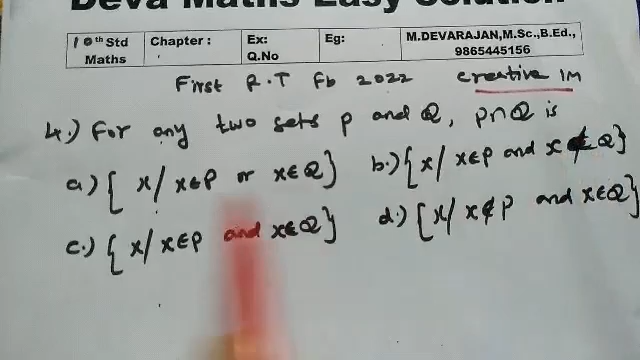 Deva Maths Easy Solution
10th Std Maths Chapter : Ex: Q.No Eg: M.DEVARAJAN,M.Sc.,B.Ed., 9865445156
First R.T Fb 2022 Creative 1M
4.) For any two sets P and Q, P∩Q is
a.) { x/ x∈P or x∈Q} b.) { x/ x∈P and x∉Q}
c.) { x/ x∈P and x∈Q} d.) { x/ x∉P and x∈Q}